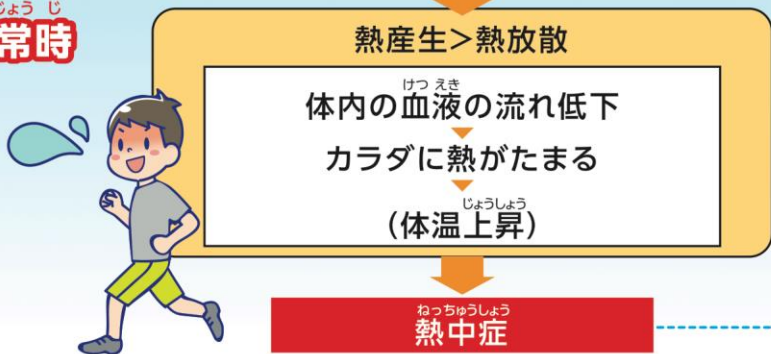 常時
熱産生＞熱放散
体内の血液の流れ低下
カラダに熱がたまる
（体温上昇）
熱中症